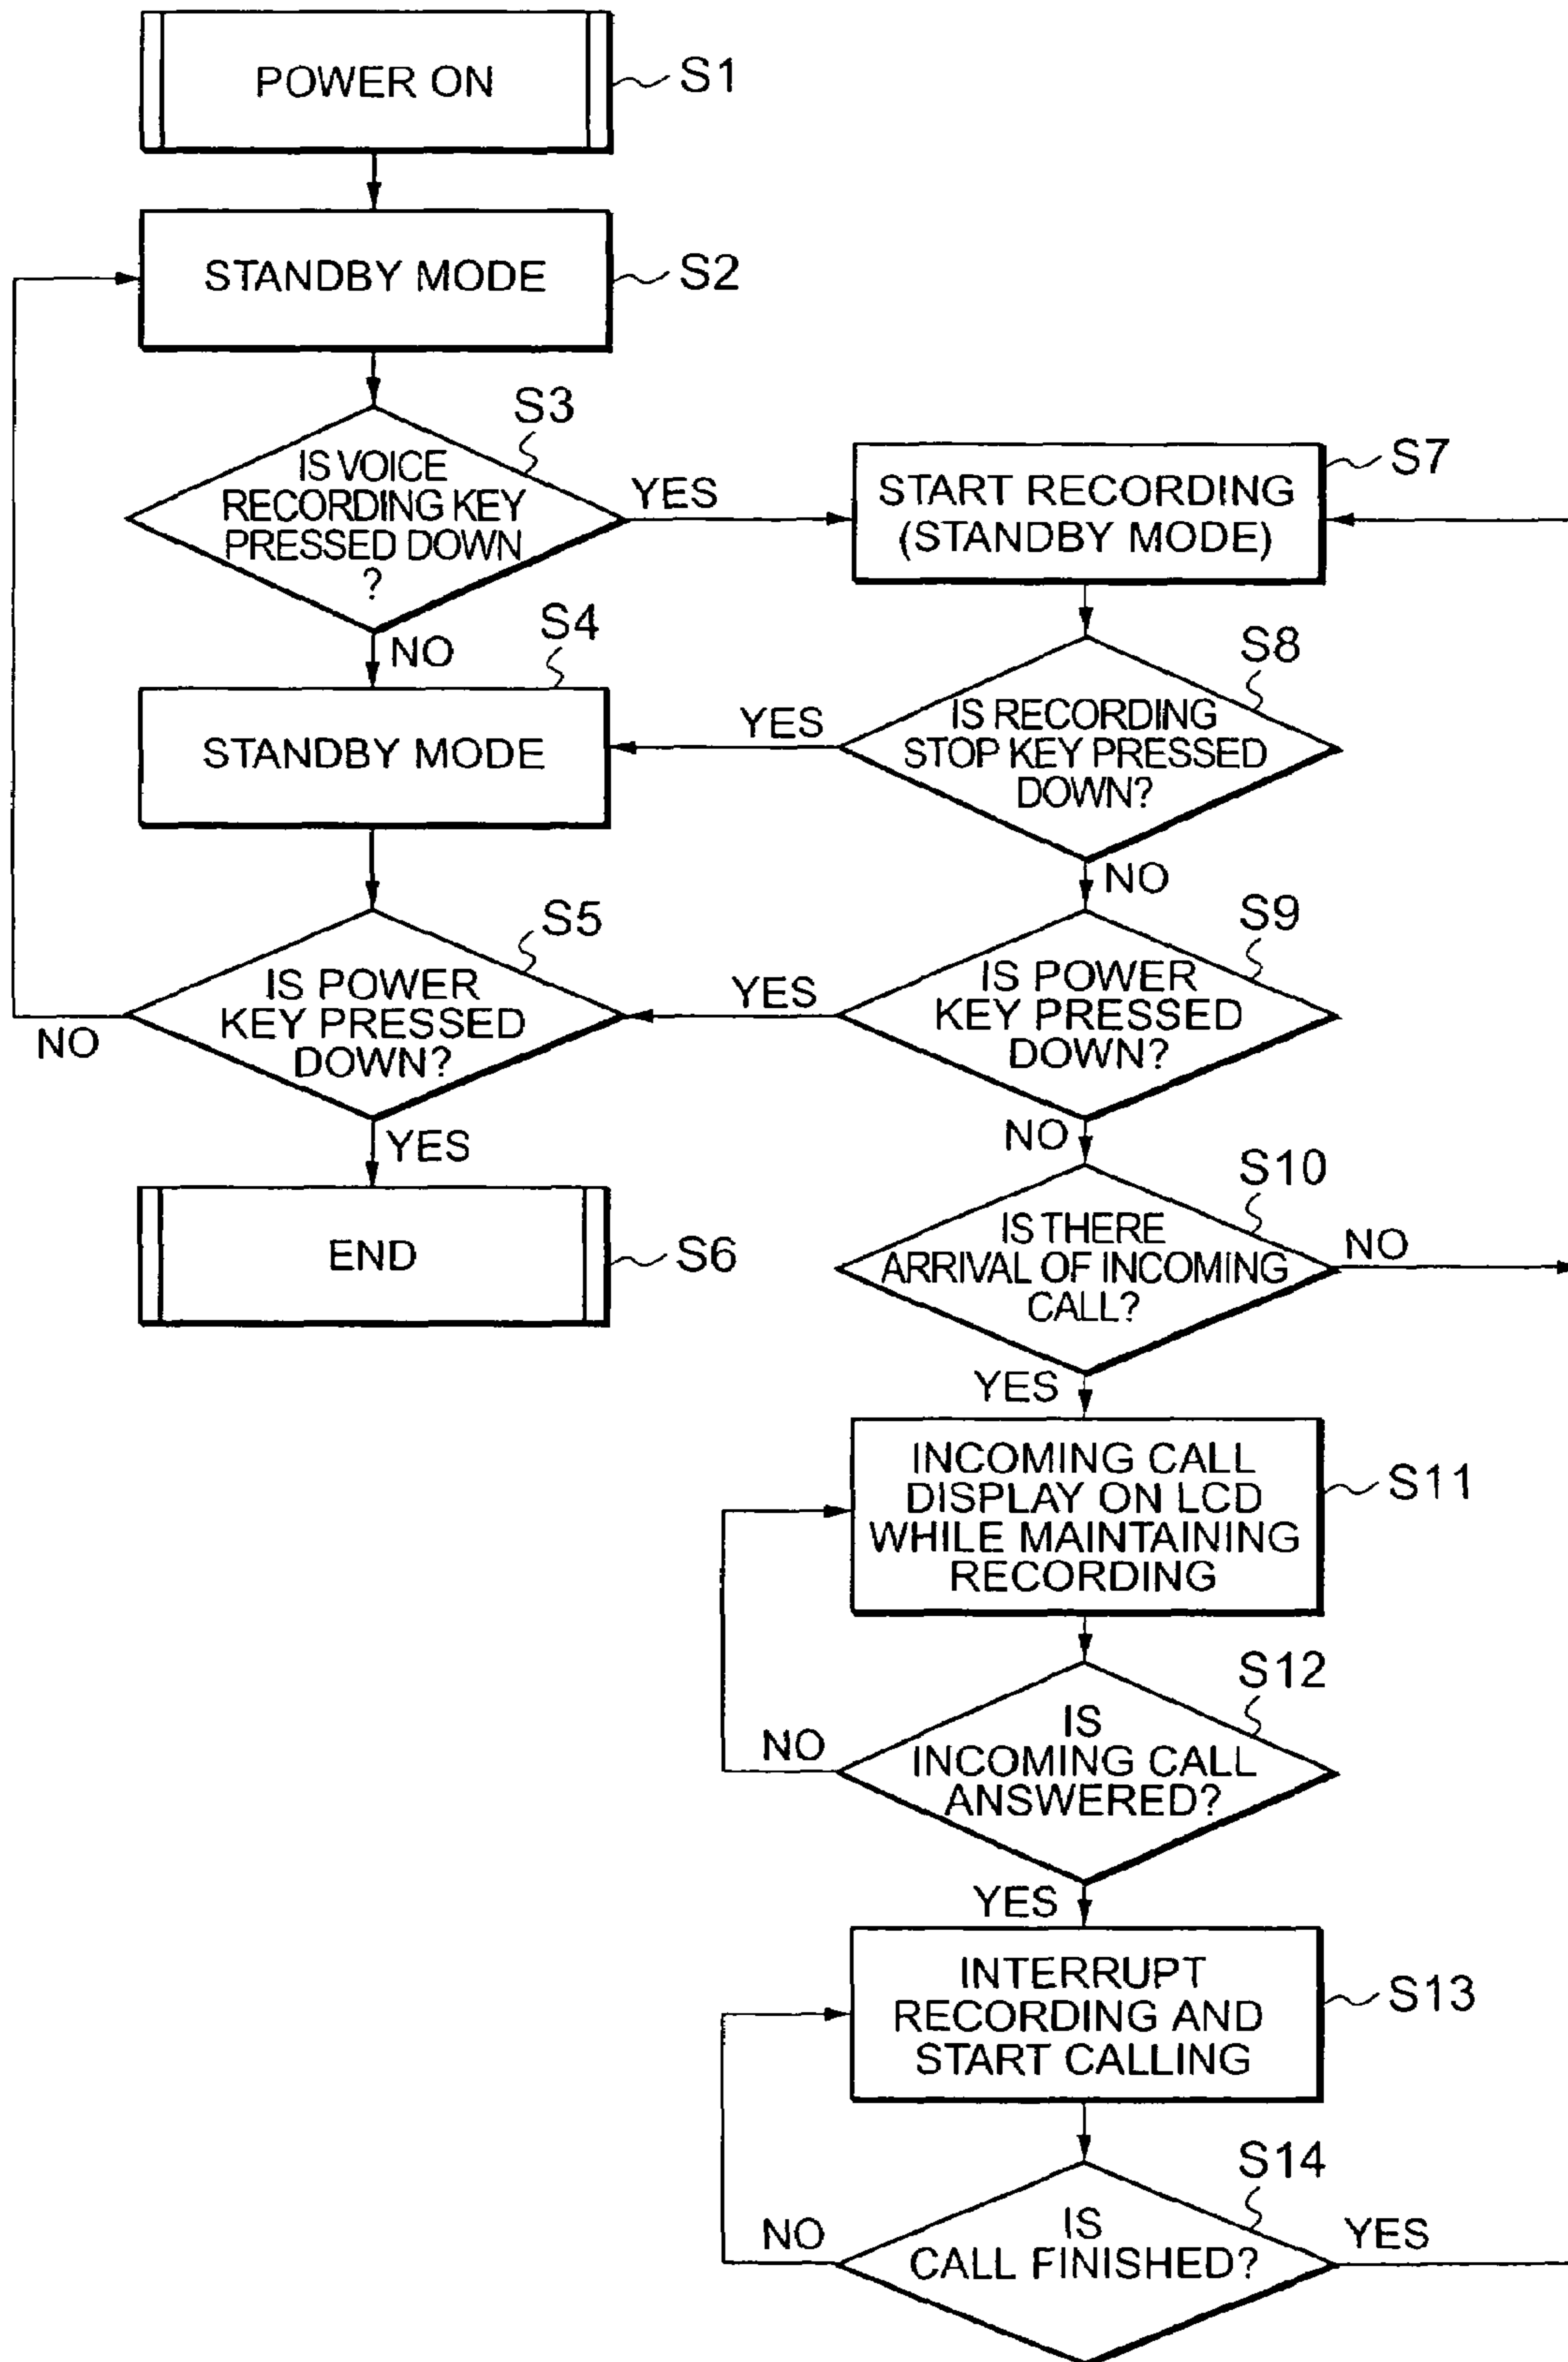 POWER ON
S1
STANDBY MODE
S2
S3
IS VOICE
RECORDING KEY
PRESSED DOWN
?
YES
NO
START RECORDING
(STANDBY MODE)
S7
S4
STANDBY MODE
S8
IS RECORDING
STOP KEY PRESSED
DOWN?
YES
NO
S5
IS POWER
KEY PRESSED
DOWN?
NO
YES
S9
IS POWER
KEY PRESSED
DOWN?
YES
NO
END
S6
S10
IS THERE
ARRIVAL OF INCOMING
CALL?
NO
YES
INCOMING CALL
DISPLAY ON LCD
WHILE MAINTAINING
RECORDING
S11
S12
IS
INCOMING CALL
ANSWERED?
NO
YES
INTERRUPT
RECORDING AND
START CALLING
S13
S14
IS
CALL FINISHED?
NO
YES